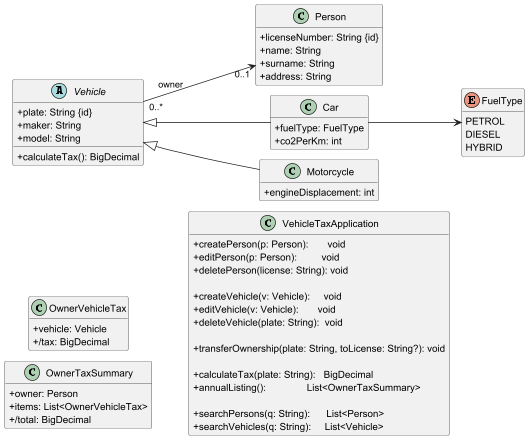 C Person
+licenseNumber: String {id}
+name: String
+surname: String
+address: String
owner
0..1
0..*
A Vehicle
+plate: String {id}
+maker: String
+model: String
+calculateTax(): BigDecimal
C Car
+fuelType: FuelType
+co2PerKm: int
E FuelType
PETROL
DIESEL
HYBRID
C Motorcycle
+engineDisplacement: int
C VehicleTaxApplication
+createPerson(p: Person): void
+editPerson(p: Person): void
+deletePerson(license: String): void
+createVehicle(v: Vehicle): void
+editVehicle(v: Vehicle): void
+deleteVehicle(plate: String): void
+transferOwnership(plate: String, toLicense: String?): void
+calculateTax(plate: String): BigDecimal
+annualListing(): List<OwnerTaxSummary>
+searchPersons(q: String): List<Person>
+searchVehicles(q: String): List<Vehicle>
C OwnerVehicleTax
+vehicle: Vehicle
+/tax: BigDecimal
C OwnerTaxSummary
+owner: Person
+items: List<OwnerVehicleTax>
+/total: BigDecimal